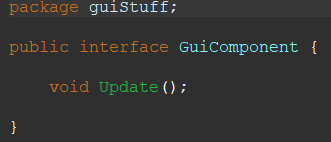 package guiStuff;
public interface GuiComponent {
void Update();
}